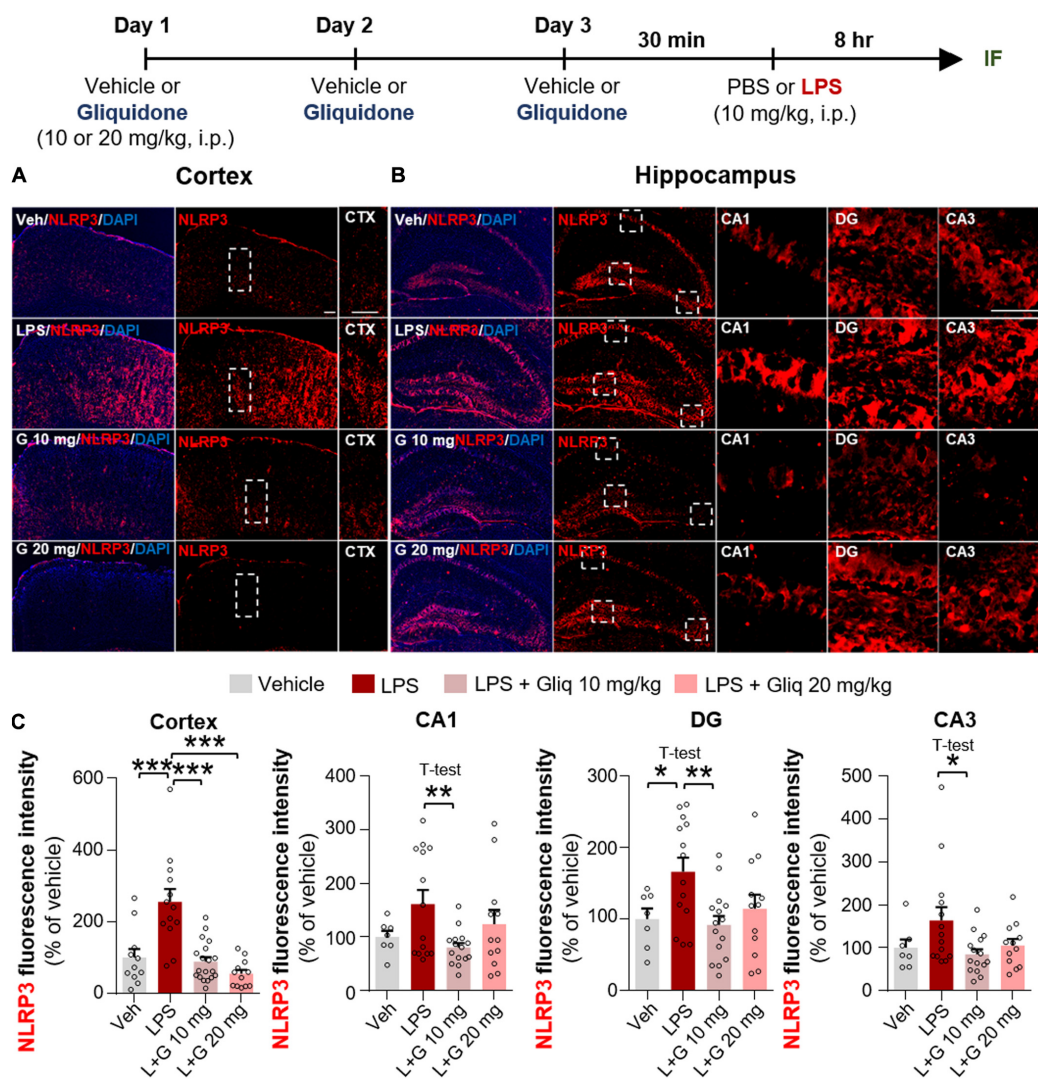 Day 1 Day 2 Day 3 30 min 8 hr
IF
Vehicle or Vehicle or Vehicle or PBS or LPS
Gliquidone Gliquidone Gliquidone (10 mg/kg, i.p.)
(10 or 20 mg/kg, i.p.)
A Cortex B Hippocampus
Veh/NLRP3/DAPI NLRP3 CTX Veh/NLRP3/DAPI NLRP3 CA1 DG CA3
LPS/NLRP3/DAPI NLRP3 CTX LPS/NLRP3/DAPI NLRP3 CA1 DG CA3
G 10 mg/NLRP3/DAPI NLRP3 CTX G 10 mgNLRP3/DAPI NLRP3 CA1 DG CA3
G 20 mg/NLRP3/DAPI NLRP3 CTX G 20 mg/NLRP3/DAPI NLRP3 CA1 DG CA3
Vehicle LPS LPS + Gliq 10 mg/kg LPS + Gliq 20 mg/kg
C
Cortex
NLRP3 fluorescence intensity
(% of vehicle)
600
400
200
0
***
***
***
Veh LPS L+G 10 mg L+G 20 mg
CA1
NLRP3 fluorescence intensity
(% of vehicle)
400
300
200
100
0
T-test
**
Veh LPS L+G 10 mg L+G 20 mg
DG
NLRP3 fluorescence intensity
(% of vehicle)
300
200
100
0
T-test
* **
Veh LPS L+G 10 mg L+G 20 mg
CA3
NLRP3 fluorescence intensity
(% of vehicle)
500
400
300
200
100
0
T-test
*
Veh LPS L+G 10 mg L+G 20 mg